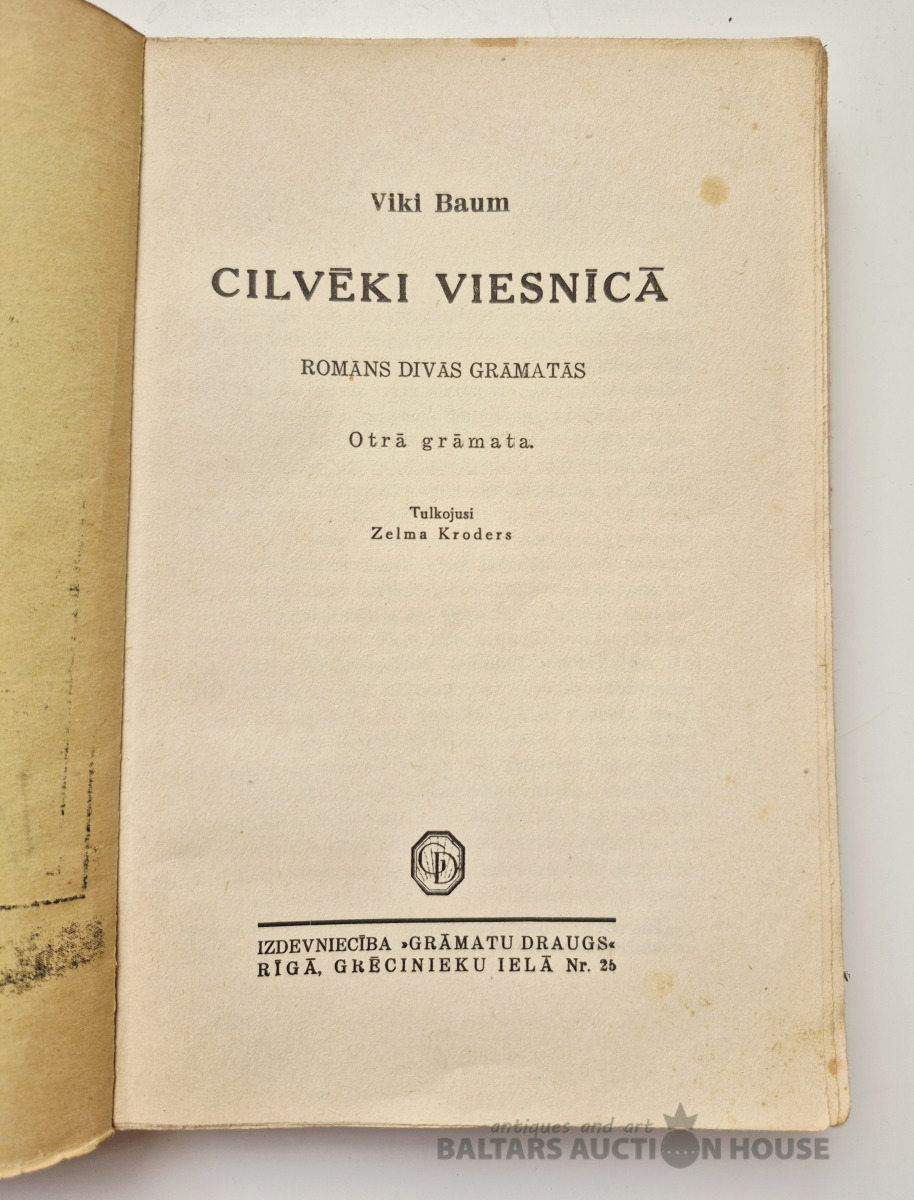 Viki Baum
CILVĒKI VIESNĪCĀ
ROMĀNS DIVĀS GRĀMATĀS
Otrā grāmata.
Tulkojusi
Zelma Kroders
GD
IZDEVNIECĪBA »GRĀMATU DRAUGS«
RĪGĀ, GRĒCINIEKU IELĀ Nr. 25
antiques and art
BALTARS AUCTION HOUSE